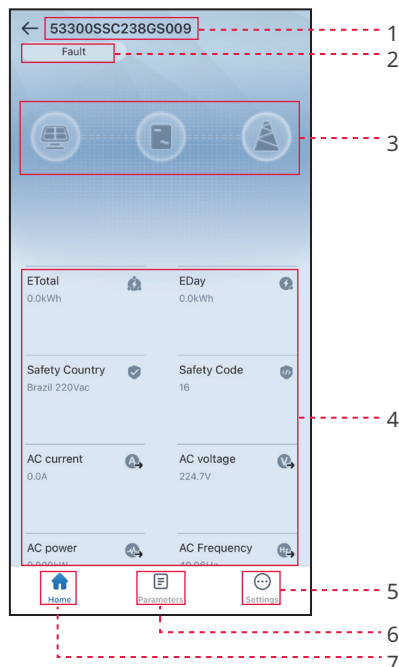 53300SSC238GS009
1
Fault
2
3
ETotal
EDay
0.0kWh
0.0kWh
Safety Country
Safety Code
Brazil 220Vac
16
4
AC current
AC voltage
0.0A
224.7V
AC power
AC Frequency
Home
Parameters
Settings
5
6
7